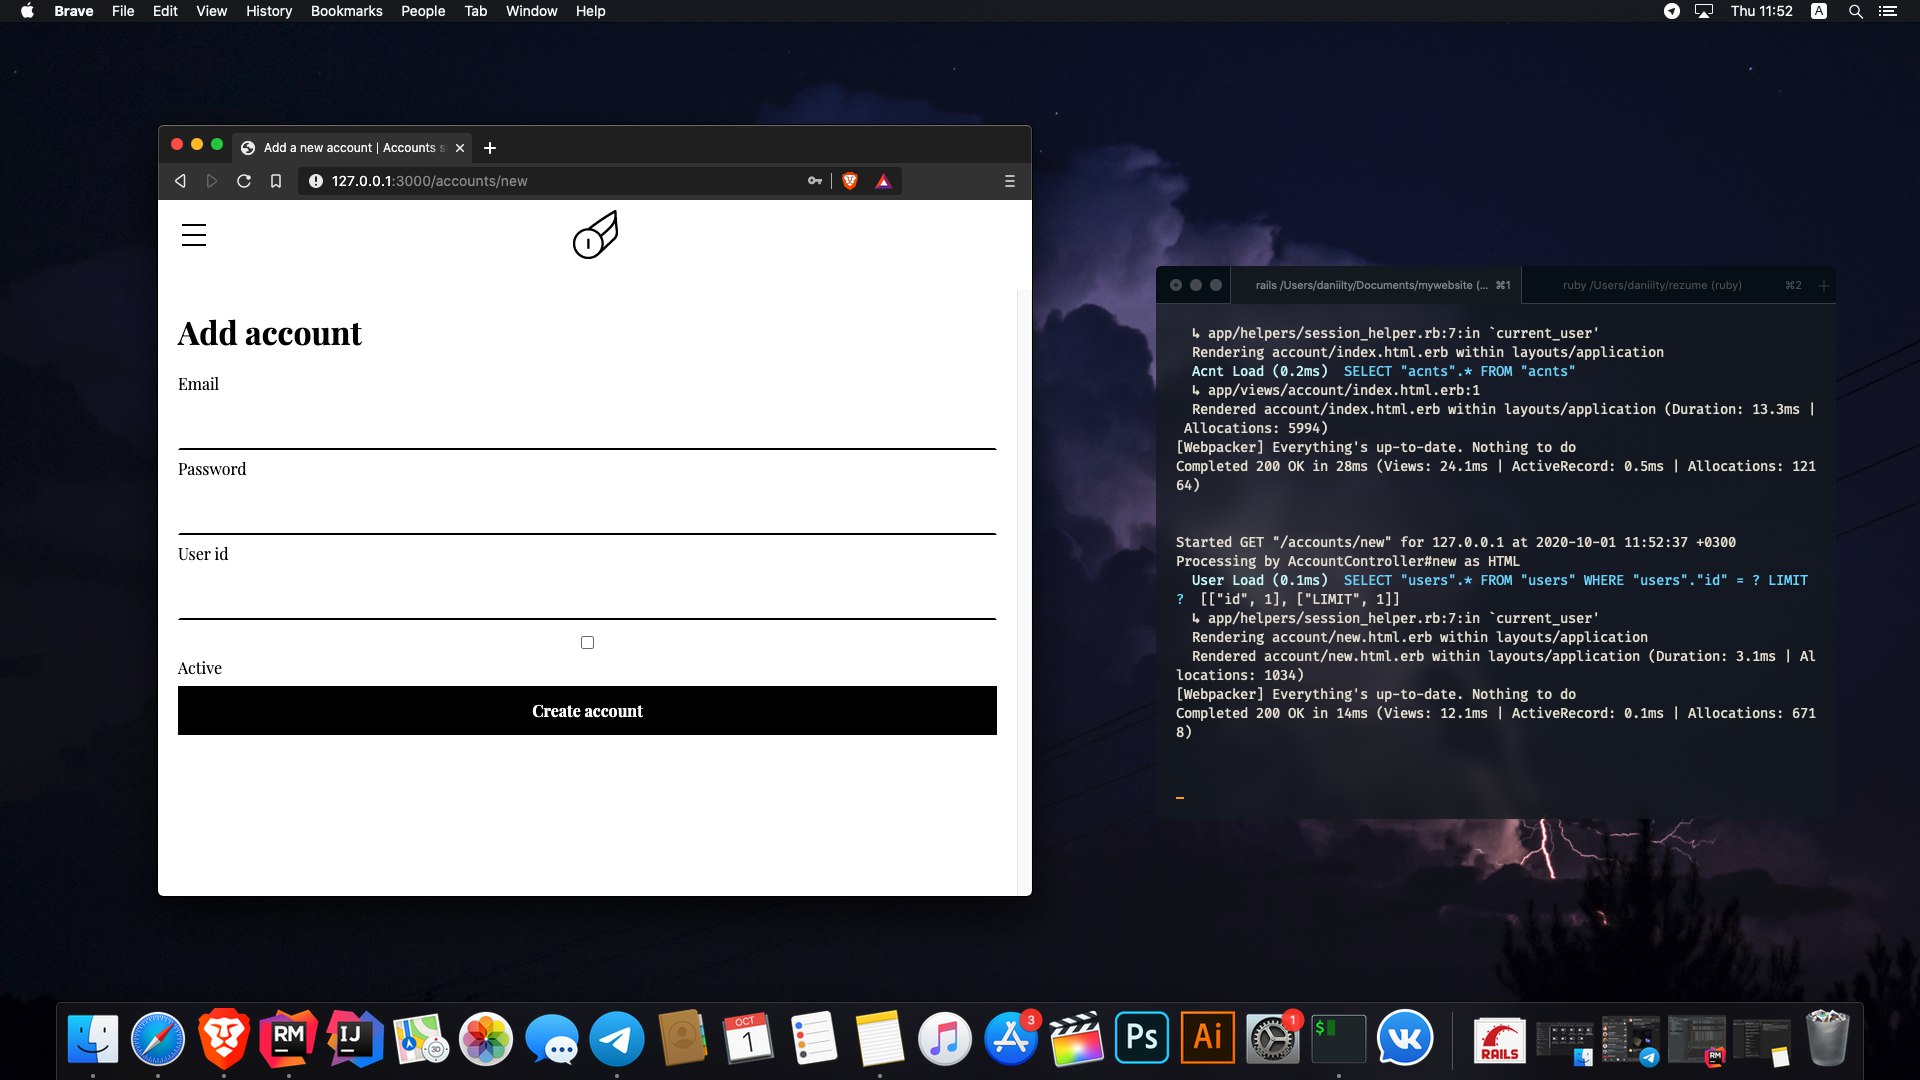 Brave File Edit View History Bookmarks People Tab Window Help
Thu 11:52 A
Add a new account | Accounts s
127.0.0.1:3000/accounts/new
Add account
Email
Password
User id
Active
Create account
rails /Users/daniilty/Documents/mywebsite (... ⌘1
ruby /Users/daniilty/rezume (ruby) ⌘2
↳ app/helpers/session_helper.rb:7:in `current_user'
Rendering account/index.html.erb within layouts/application
Acnt Load (0.2ms) SELECT "acnts".* FROM "acnts"
↳ app/views/account/index.html.erb:1
Rendered account/index.html.erb within layouts/application (Duration: 13.3ms |
Allocations: 5994)
[Webpacker] Everything's up-to-date. Nothing to do
Completed 200 OK in 28ms (Views: 24.1ms | ActiveRecord: 0.5ms | Allocations: 121
64)
Started GET "/accounts/new" for 127.0.0.1 at 2020-10-01 11:52:37 +0300
Processing by AccountController#new as HTML
User Load (0.1ms) SELECT "users".* FROM "users" WHERE "users"."id" = ? LIMIT
? [["id", 1], ["LIMIT", 1]]
↳ app/helpers/session_helper.rb:7:in `current_user'
Rendering account/new.html.erb within layouts/application
Rendered account/new.html.erb within layouts/application (Duration: 3.1ms | Al
locations: 1034)
[Webpacker] Everything's up-to-date. Nothing to do
Completed 200 OK in 14ms (Views: 12.1ms | ActiveRecord: 0.1ms | Allocations: 671
8)
RM
IJ
3D
OCT
1
3
Ps
Ai
1
$
RAILS
RM